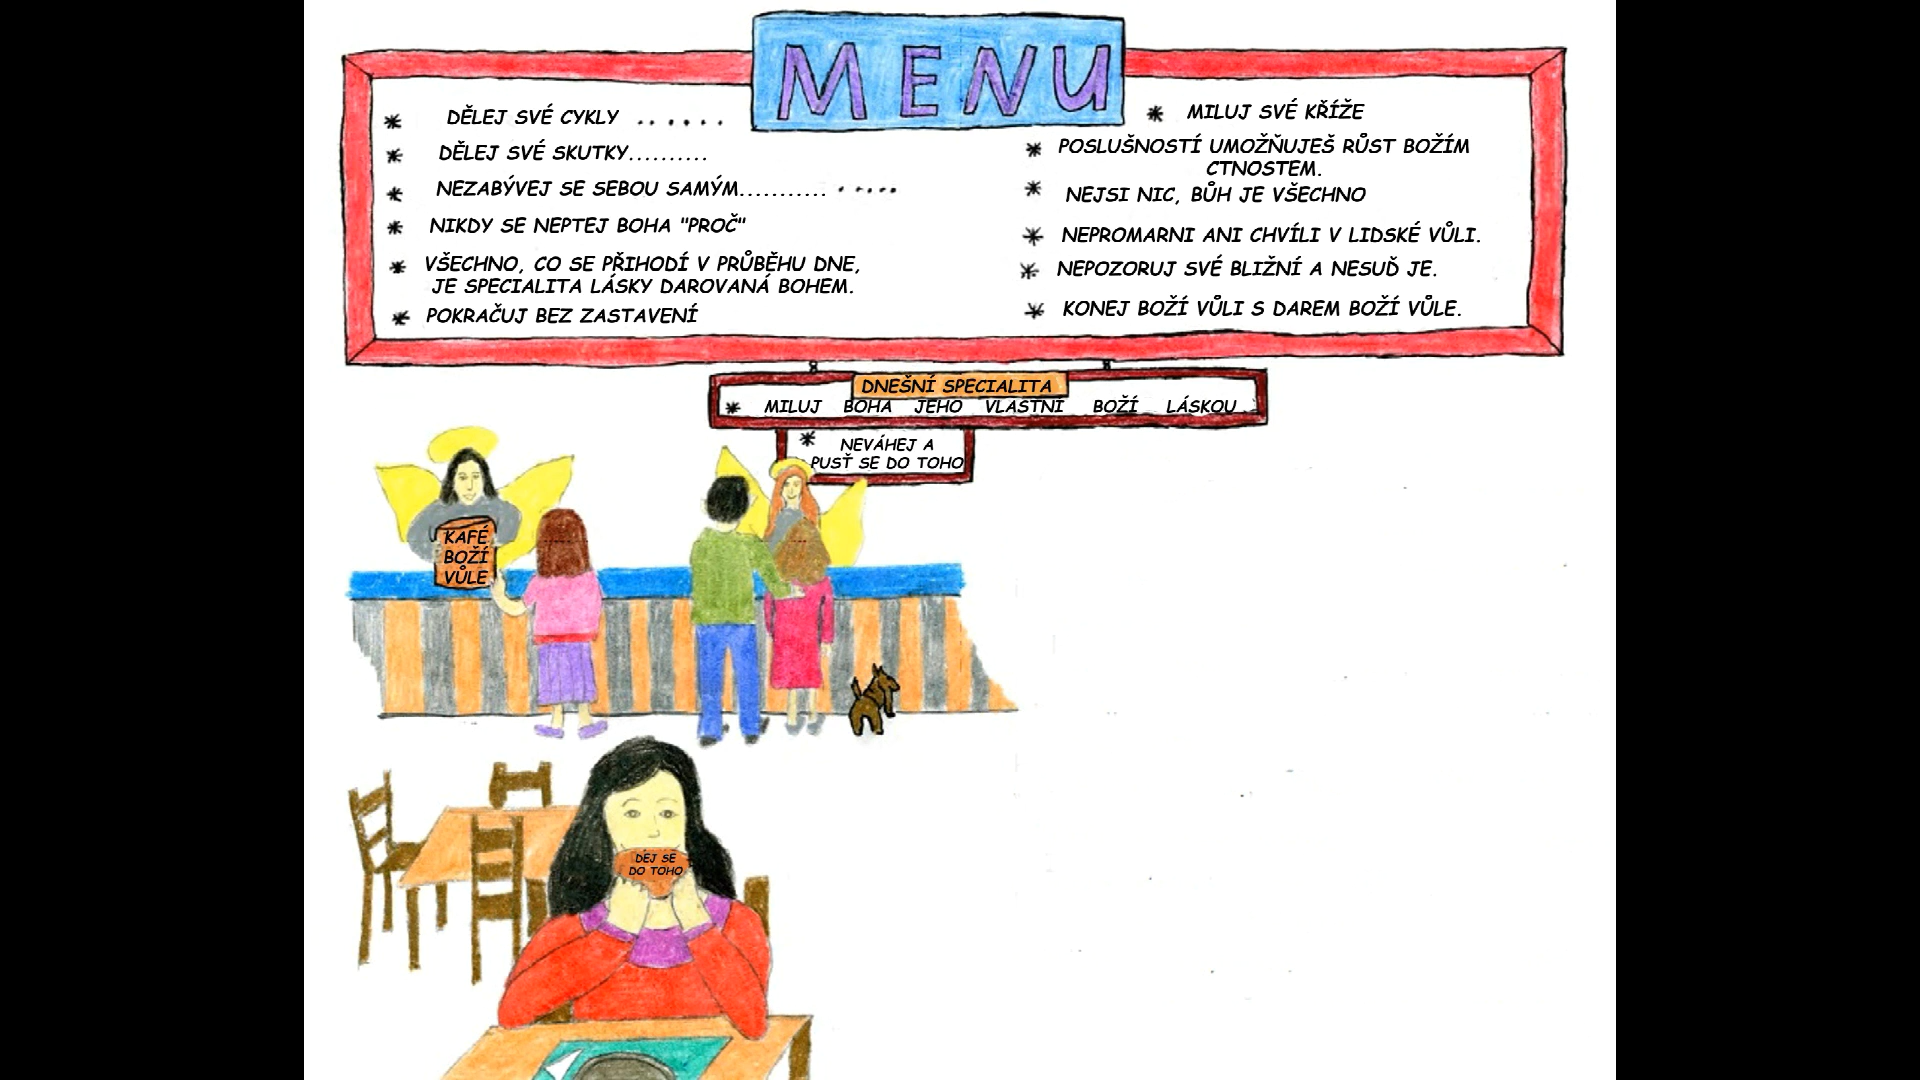 MENU
* DĚLEJ SVÉ CYKLY ......
* DĚLEJ SVÉ SKUTKY..........
* NEZABÝVEJ SE SEBOU SAMÝM........... .....
* NIKDY SE NEPTEJ BOHA "PROČ"
* VŠECHNO, CO SE PŘIHODÍ V PRŮBĚHU DNE,
JE SPECIALITA LÁSKY DAROVANÁ BOHEM.
* POKRAČUJ BEZ ZASTAVENÍ
* MILUJ SVÉ KŘÍŽE
* POSLUŠNOSTÍ UMOŽŇUJEŠ RŮST BOŽÍM
CTNOSTEM.
* NEJSI NIC, BŮH JE VŠECHNO
* NEPROMARNI ANI CHVÍLI V LIDSKÉ VŮLI.
* NEPOZORUJ SVÉ BLIŽNÍ A NESUĎ JE.
* KONEJ BOŽÍ VŮLI S DAREM BOŽÍ VŮLE.
DNEŠNÍ SPECIALITA
* MILUJ BOHA JEHO VLASTNÍ BOŽÍ LÁSKOU
* NEVÁHEJ A
PUSŤ SE DO TOHO
KAFÉ
BOŽÍ
VŮLE
DEJ SE
DO TOHO